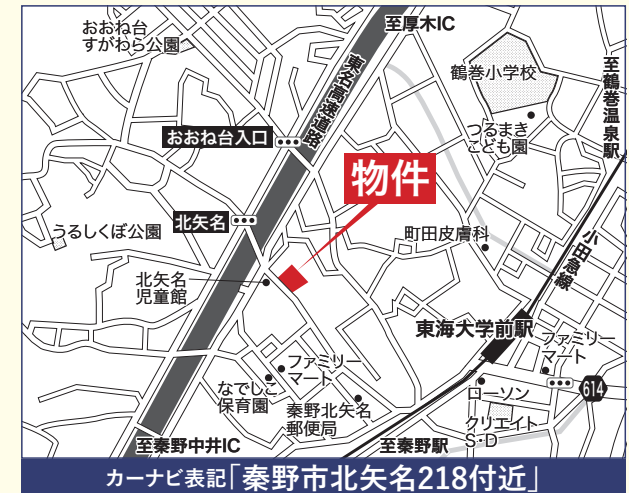 至厚木IC
おおね台
すがわら公園
東名高速道路
鶴巻小学校
至鶴巻温泉駅
つるまき
こども園
おおね台入口
物件
北矢名
うるしくぼ公園
町田皮膚科
小田急線
北矢名
児童館
東海大学前駅
ファミリー
マート
ファミリー
マート
614
なでしこ
保育園
ローソン
秦野北矢名
郵便局
クリエイト
S・D
至秦野中井IC
至秦野駅
カーナビ表記「秦野市北矢名218付近」